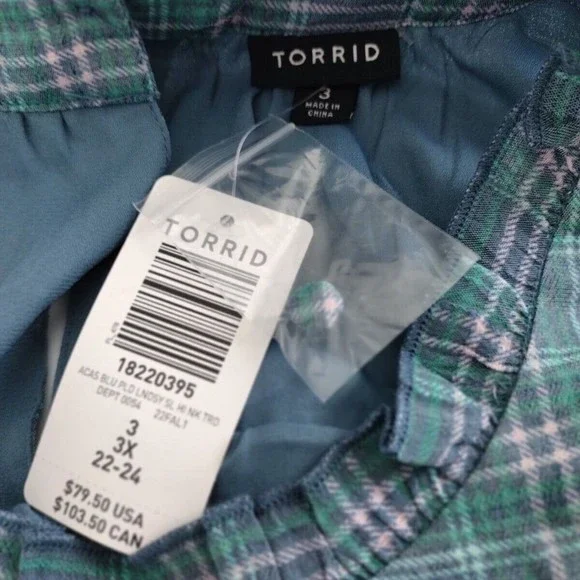 TORRID
3
MADE IN
CHINA
TORRID
18220395
ACAS BLU PLD LNGSY SL HI NK TRD
DEPT 0054 22FAL1
3
3X
22-24
$79.50 USA
$103.50 CAN